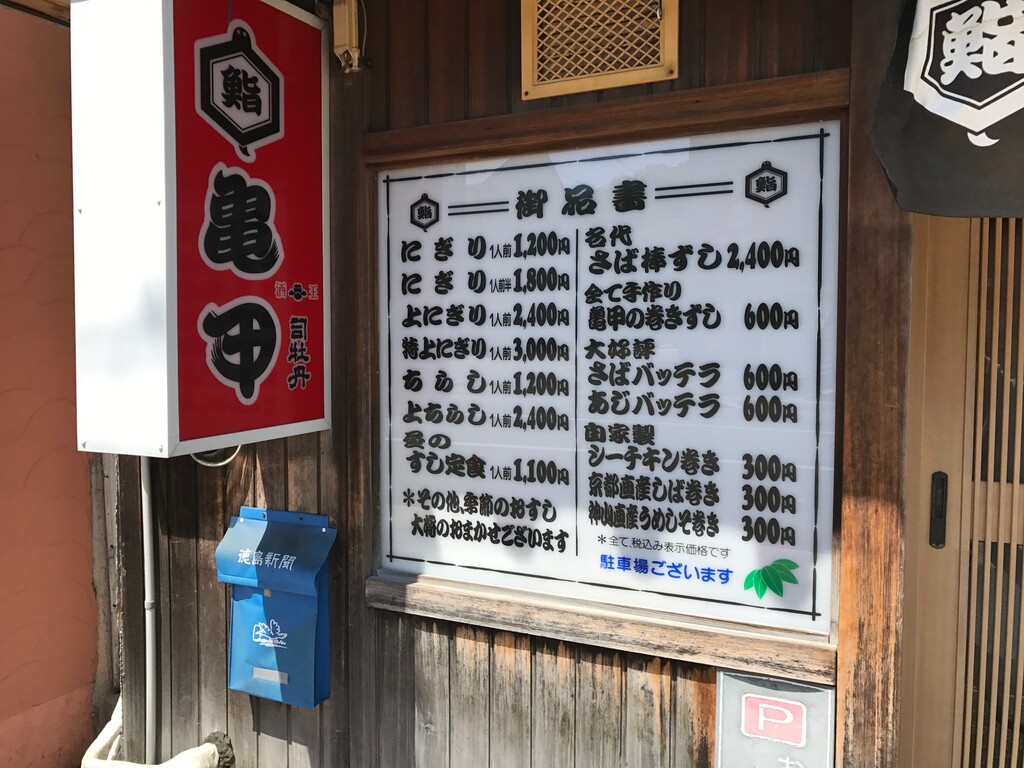 鮨
亀甲
酒王
司牡丹
徳島新聞
鮨
御品書
鮨
にぎり 1人前 1,200円
にぎり 1人前半 1,800円
上にぎり 1人前 2,400円
特上にぎり 1人前 3,000円
ちらし 1人前 1,200円
上ちらし 1人前 2,400円
昼の
すし定食 1人前 1,100円
＊その他、季節のおすし
大将のおまかせございます
名代
さば棒ずし 2,400円
全て手作り
亀甲の巻きずし 600円
大好評
さばバッテラ 600円
あじバッテラ 600円
自家製
シーチキン巻き 300円
京都直産しば巻き 300円
神山直産うめしそ巻き 300円
＊全て、税込み表示価格です
駐車場ございます
鮨
P